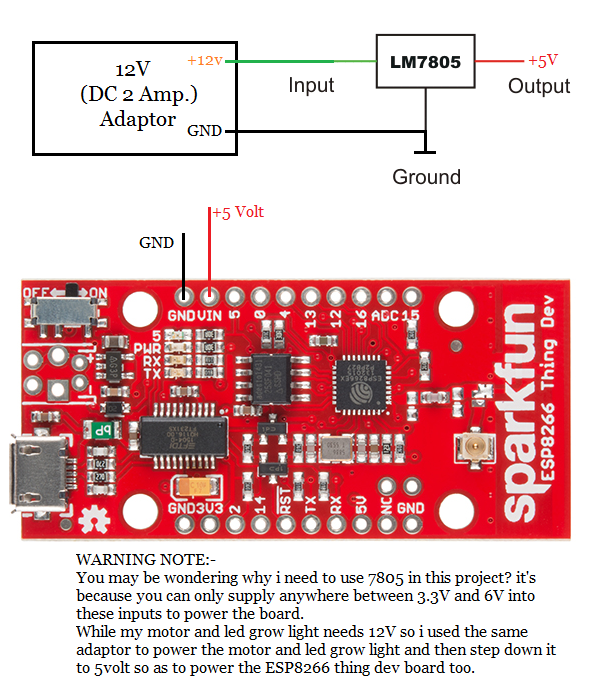 +12v
12V
(DC 2 Amp.)
Adaptor
GND
Input
LM7805
+5V
Output
Ground
+5 Volt
GND
OFF ON
GND VIN 5 0 4 13 12 16 ADC 15
5
PWR
RX
TX
sparkfun
ESP8266 Thing Dev
GND 3V3 2 14 RST TX RX 5V NC GND
WARNING NOTE:-
You may be wondering why i need to use 7805 in this project? it's
because you can only supply anywhere between 3.3V and 6V into
these inputs to power the board.
While my motor and led grow light needs 12V so i used the same
adaptor to power the motor and led grow light and then step down it
to 5volt so as to power the ESP8266 thing dev board too.